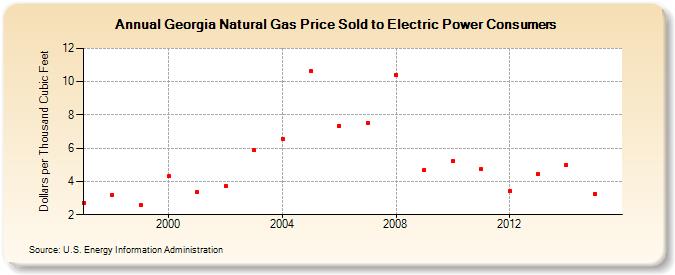 Annual Georgia Natural Gas Price Sold to Electric Power Consumers
Dollars per Thousand Cubic Feet
12
10
8
6
4
2
2000 2004 2008 2012
Source: U.S. Energy Information Administration